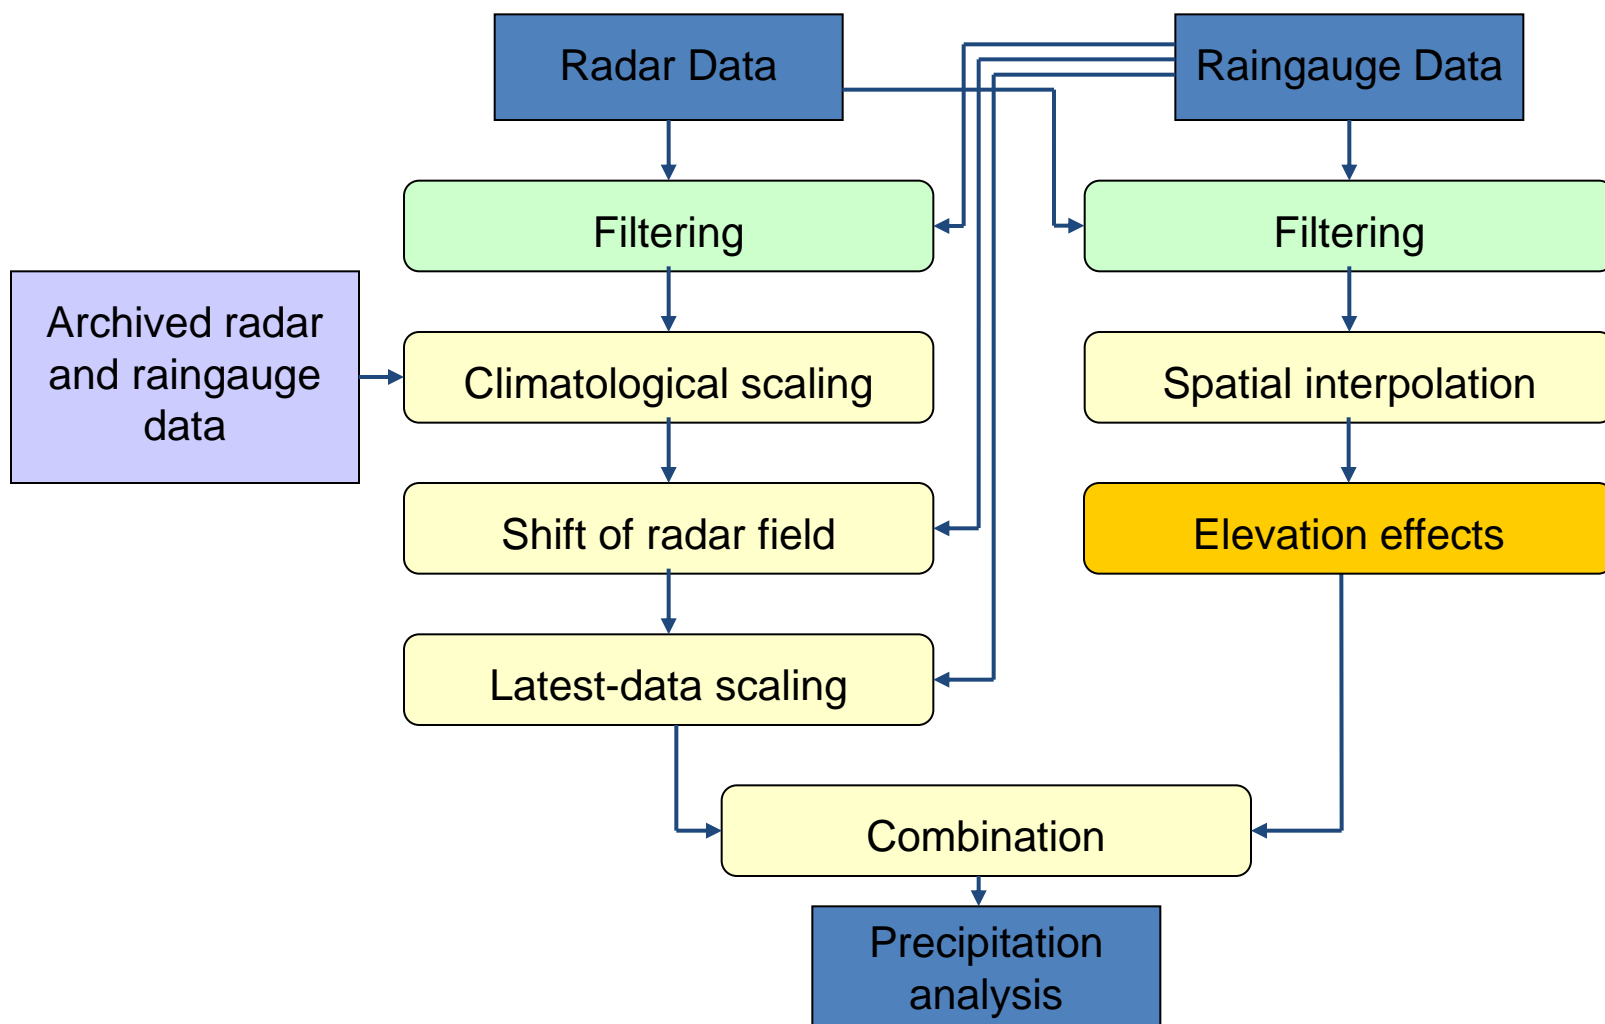 Radar Data
Raingauge Data
Filtering
Filtering
Archived radar
and raingauge
data
Climatological scaling
Spatial interpolation
Shift of radar field
Elevation effects
Latest-data scaling
Combination
Precipitation
analysis